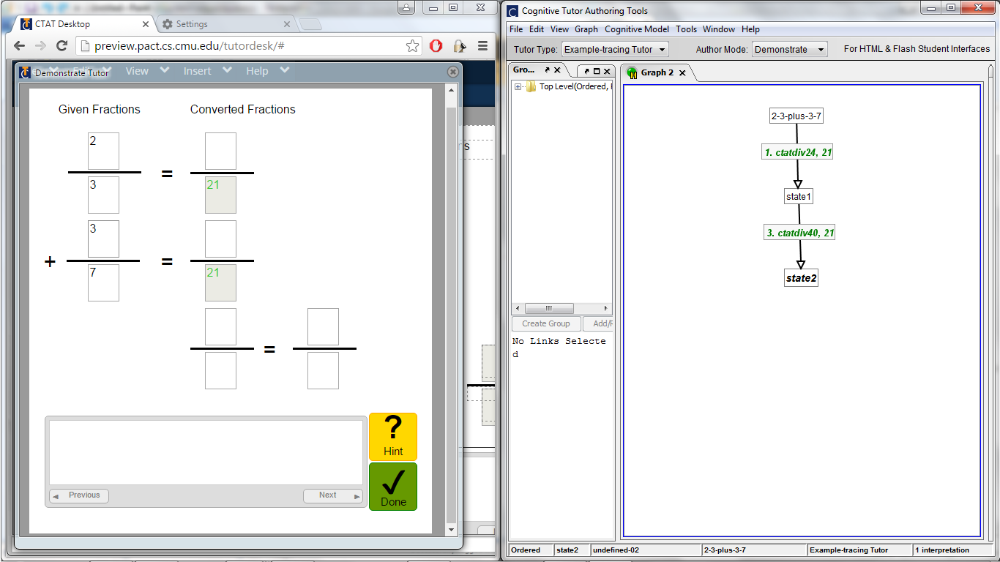 CTAT Desktop
Settings
preview.pact.cs.cmu.edu/tutordesk/#
Demonstrate Tutor
View
Insert
Help
Given Fractions
Converted Fractions
2
=
3
21
3
+
=
7
21
=
?
Hint
Previous
Next
Done
Cognitive Tutor Authoring Tools
File Edit View Graph Cognitive Model Tools Window Help
Tutor Type: Example-tracing Tutor Author Mode: Demonstrate For HTML & Flash Student Interfaces
Gro...
Graph 2
Top Level(Ordered,
Create Group
No Links Selecte
d
2-3-plus-3-7
1. ctatdiv24, 21
state1
3. ctatdiv40, 21
state2
Ordered state2 undefined-02 2-3-plus-3-7 Example-tracing Tutor 1 interpretation